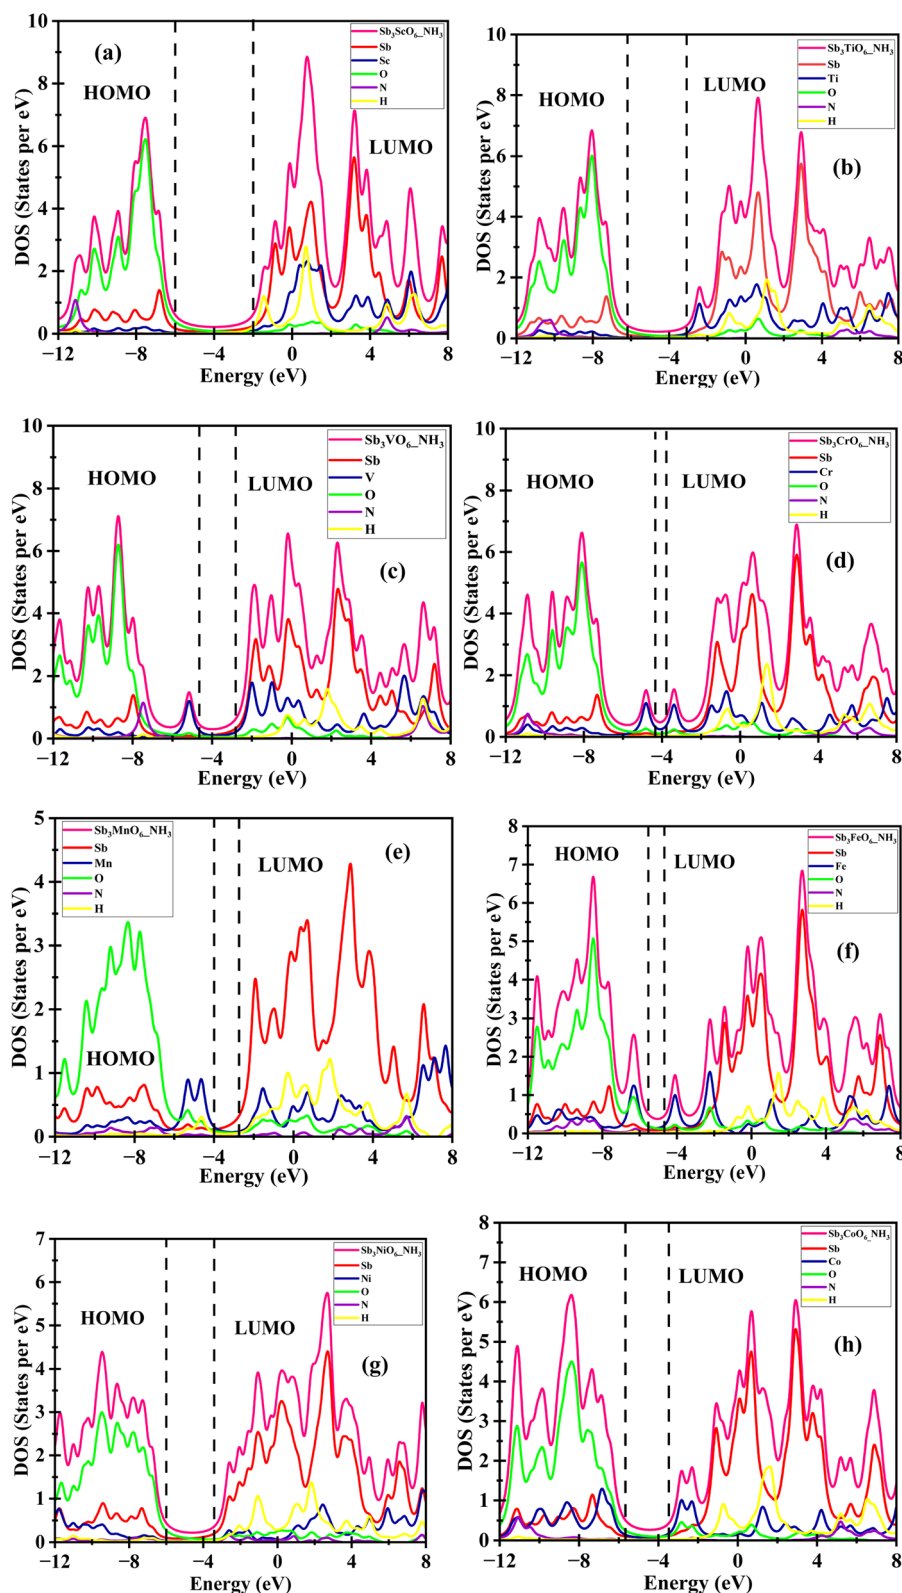 (a)
HOMO
LUMO
Sb₃ScO₆_NH₃
Sb
Sc
O
N
H
DOS (States per eV)
10
8
6
4
2
0
−12 −8 −4 0 4 8
Energy (eV)
(b)
HOMO
LUMO
Sb₃TiO₆_NH₃
Sb
Ti
O
N
H
DOS (States per eV)
10
8
6
4
2
0
−12 −8 −4 0 4 8
Energy (eV)
(c)
HOMO
LUMO
Sb₃VO₆_NH₃
Sb
V
O
N
H
DOS (States per eV)
10
8
6
4
2
0
−12 −8 −4 0 4 8
Energy (eV)
(d)
HOMO
LUMO
Sb₃CrO₆_NH₃
Sb
Cr
O
N
H
DOS (States per eV)
10
8
6
4
2
0
−12 −8 −4 0 4 8
Energy (eV)
(e)
HOMO
LUMO
Sb₃MnO₆_NH₃
Sb
Mn
O
N
H
DOS (States per eV)
5
4
3
2
1
0
−12 −8 −4 0 4 8
Energy (eV)
(f)
HOMO
LUMO
Sb₃FeO₆_NH₃
Sb
Fe
O
N
H
DOS (States per eV)
8
7
6
5
4
3
2
1
0
−12 −8 −4 0 4 8
Energy (eV)
(g)
HOMO
LUMO
Sb₃NiO₆_NH₃
Sb
Ni
O
N
H
DOS (States per eV)
7
6
5
4
3
2
1
0
−12 −8 −4 0 4 8
Energy (eV)
(h)
HOMO
LUMO
Sb₃CoO₆_NH₃
Sb
Co
O
N
H
DOS (States per eV)
8
7
6
5
4
3
2
1
0
−12 −8 −4 0 4 8
Energy (eV)